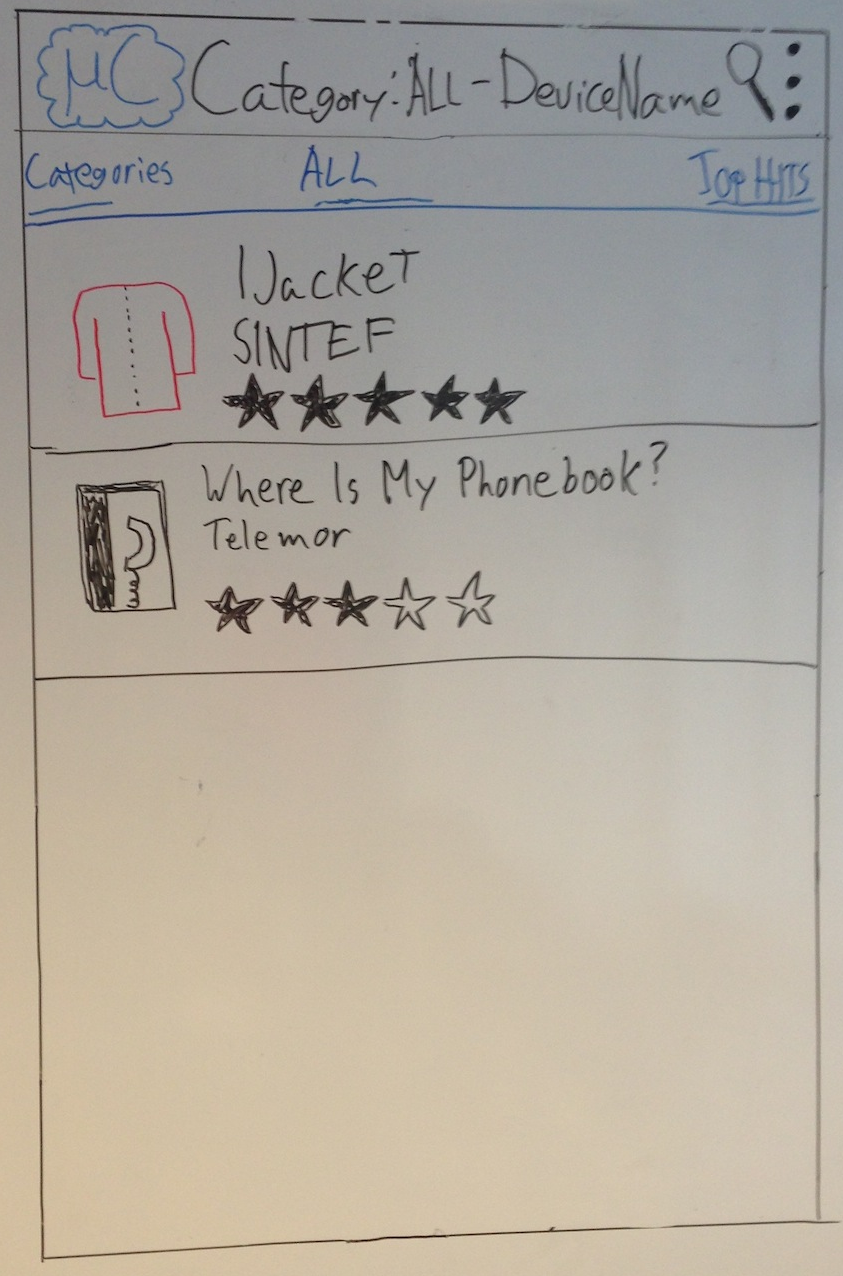 μC Category: ALL - DeviceName
Categories ALL Top HITS
IJacket
SINTEF
Where Is My Phonebook?
Telemor